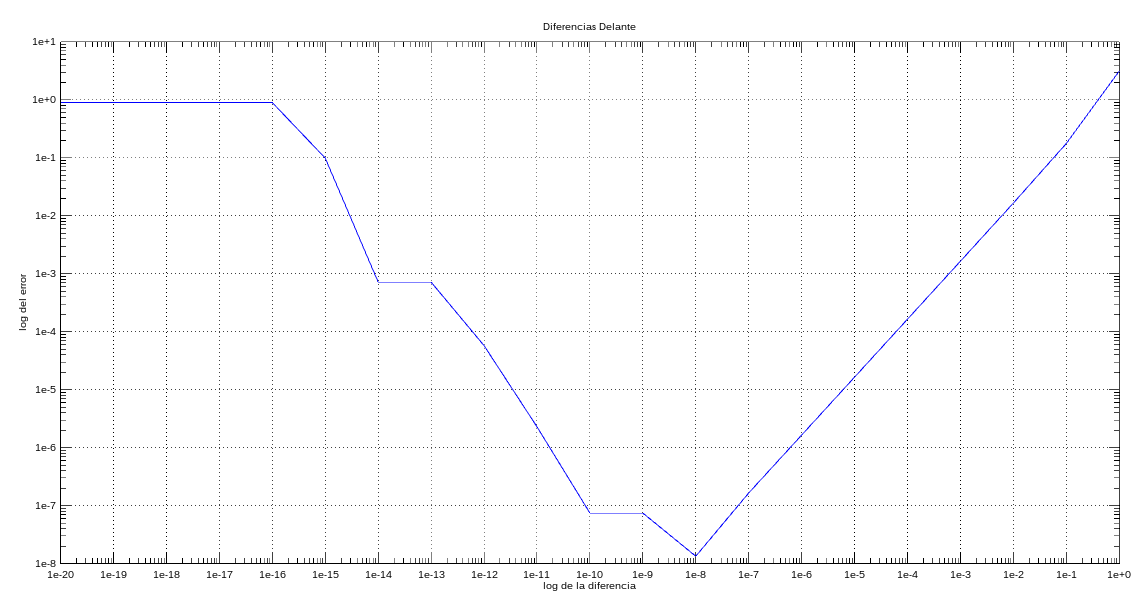 Diferencias Delante
1e+1
1e+0
1e-1
1e-2
1e-3
1e-4
1e-5
1e-6
1e-7
1e-8
log del error
1e-20 1e-19 1e-18 1e-17 1e-16 1e-15 1e-14 1e-13 1e-12 1e-11 1e-10 1e-9 1e-8 1e-7 1e-6 1e-5 1e-4 1e-3 1e-2 1e-1 1e+0
log de la diferencia